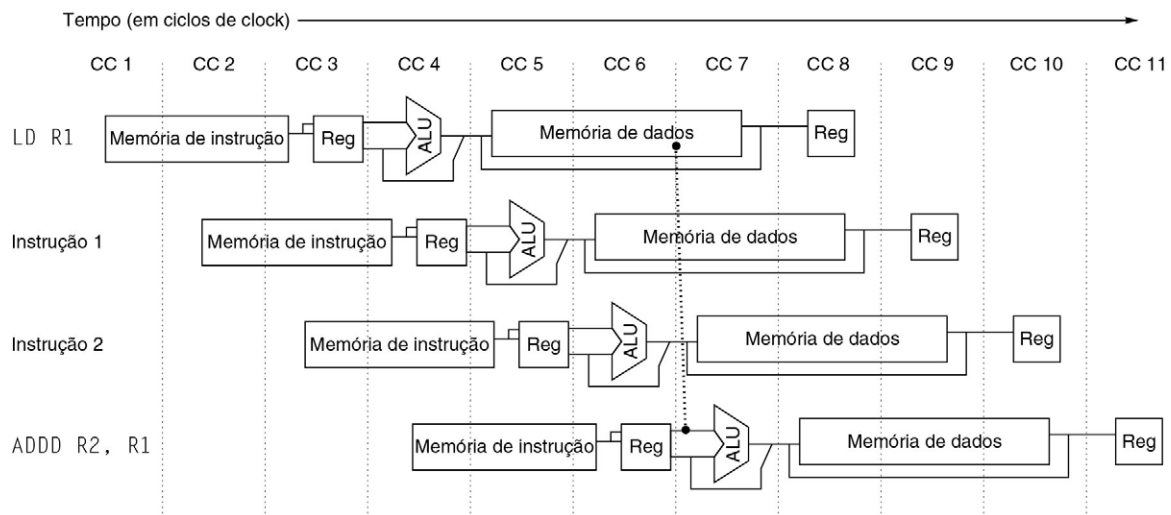 Tempo (em ciclos de clock)
CC 1 CC 2 CC 3 CC 4 CC 5 CC 6 CC 7 CC 8 CC 9 CC 10 CC 11
LD R1 Memória de instrução Reg ALU Memória de dados Reg
Instrução 1 Memória de instrução Reg ALU Memória de dados Reg
Instrução 2 Memória de instrução Reg ALU Memória de dados Reg
ADDD R2, R1 Memória de instrução Reg ALU Memória de dados Reg